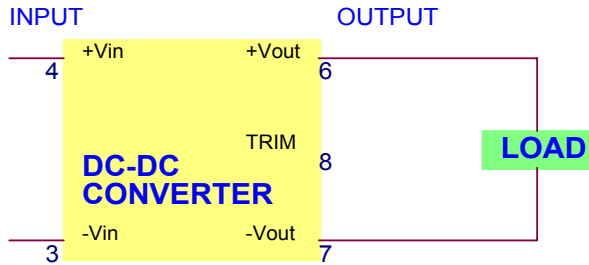 INPUT OUTPUT
+Vin +Vout
4 6
TRIM
8
LOAD
DC-DC
CONVERTER
-Vin -Vout
3 7